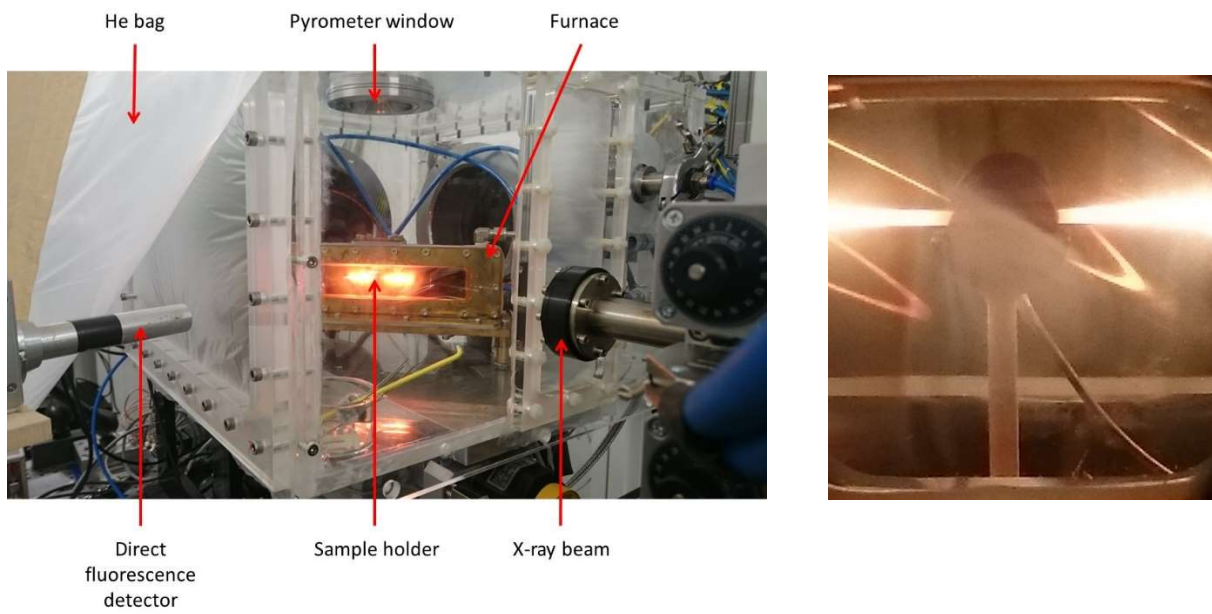 He bag
Pyrometer window
Furnace
Direct
fluorescence
detector
Sample holder
X-ray beam